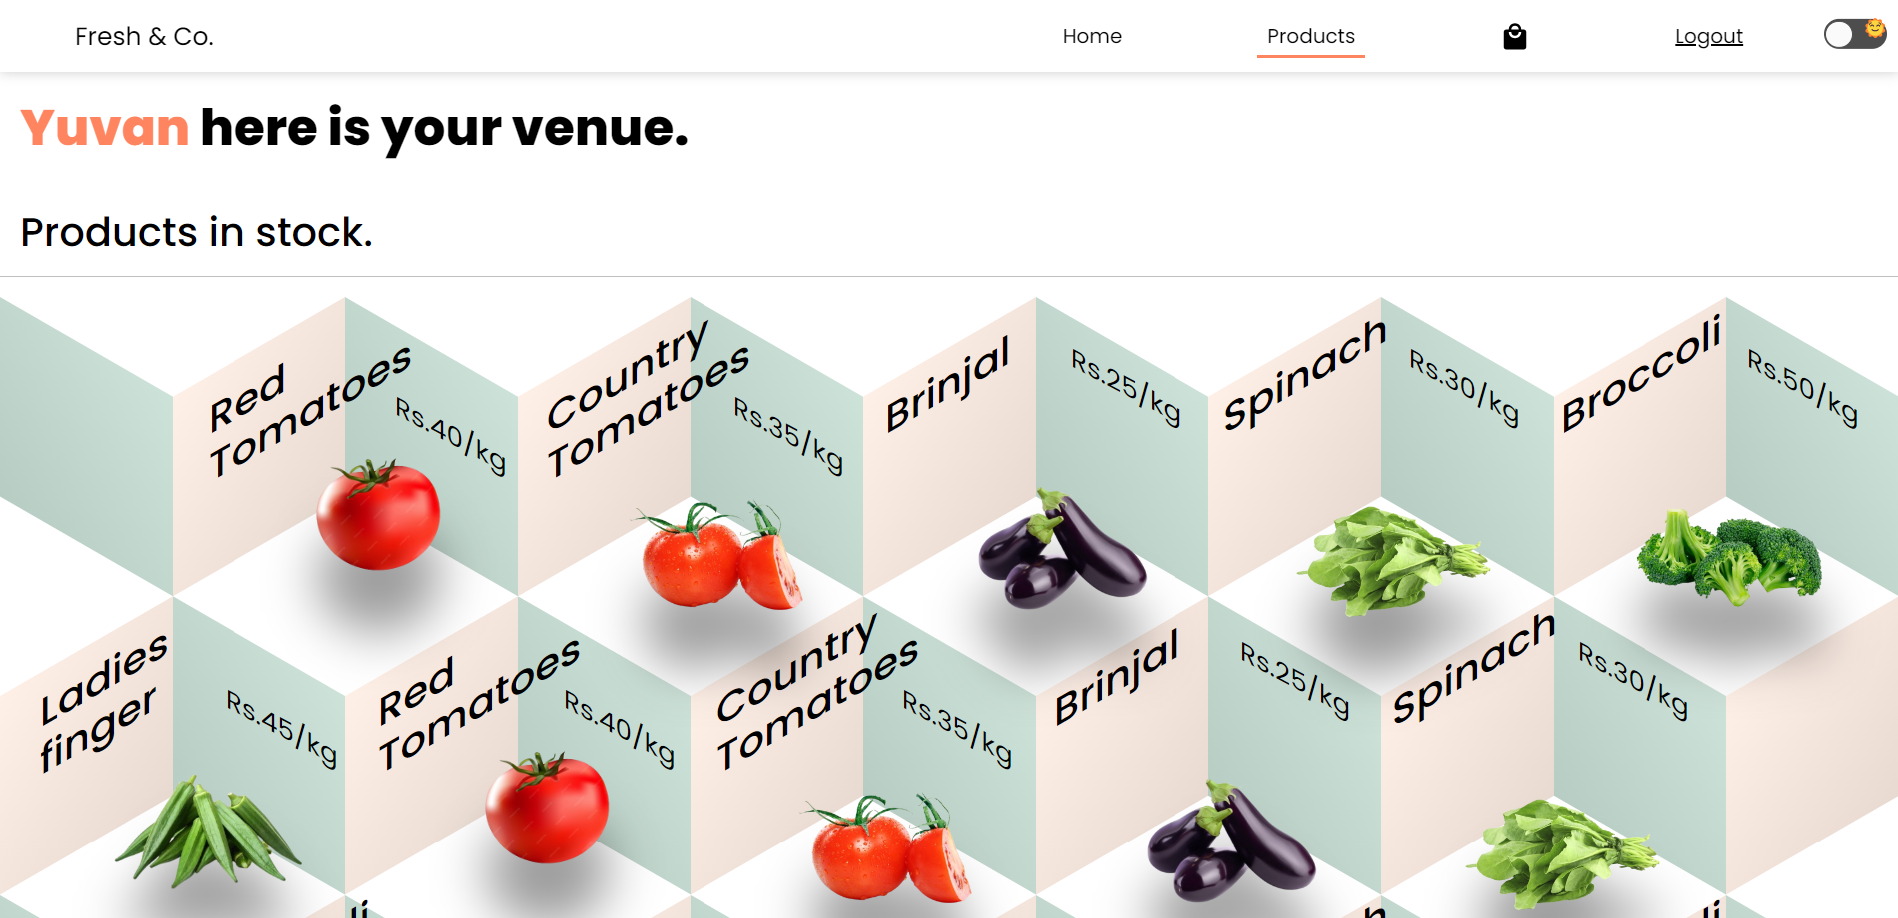 Fresh & Co.
Home
Products
Logout
Yuvan here is your venue.
Products in stock.
Red
Tomatoes
Rs.40/kg
Country
Tomatoes
Rs.35/kg
Brinjal
Rs.25/kg
Spinach
Rs.30/kg
Broccoli
Rs.50/kg
Ladies
finger
Rs.45/kg
Red
Tomatoes
Rs.40/kg
Country
Tomatoes
Rs.35/kg
Brinjal
Rs.25/kg
Spinach
Rs.30/kg